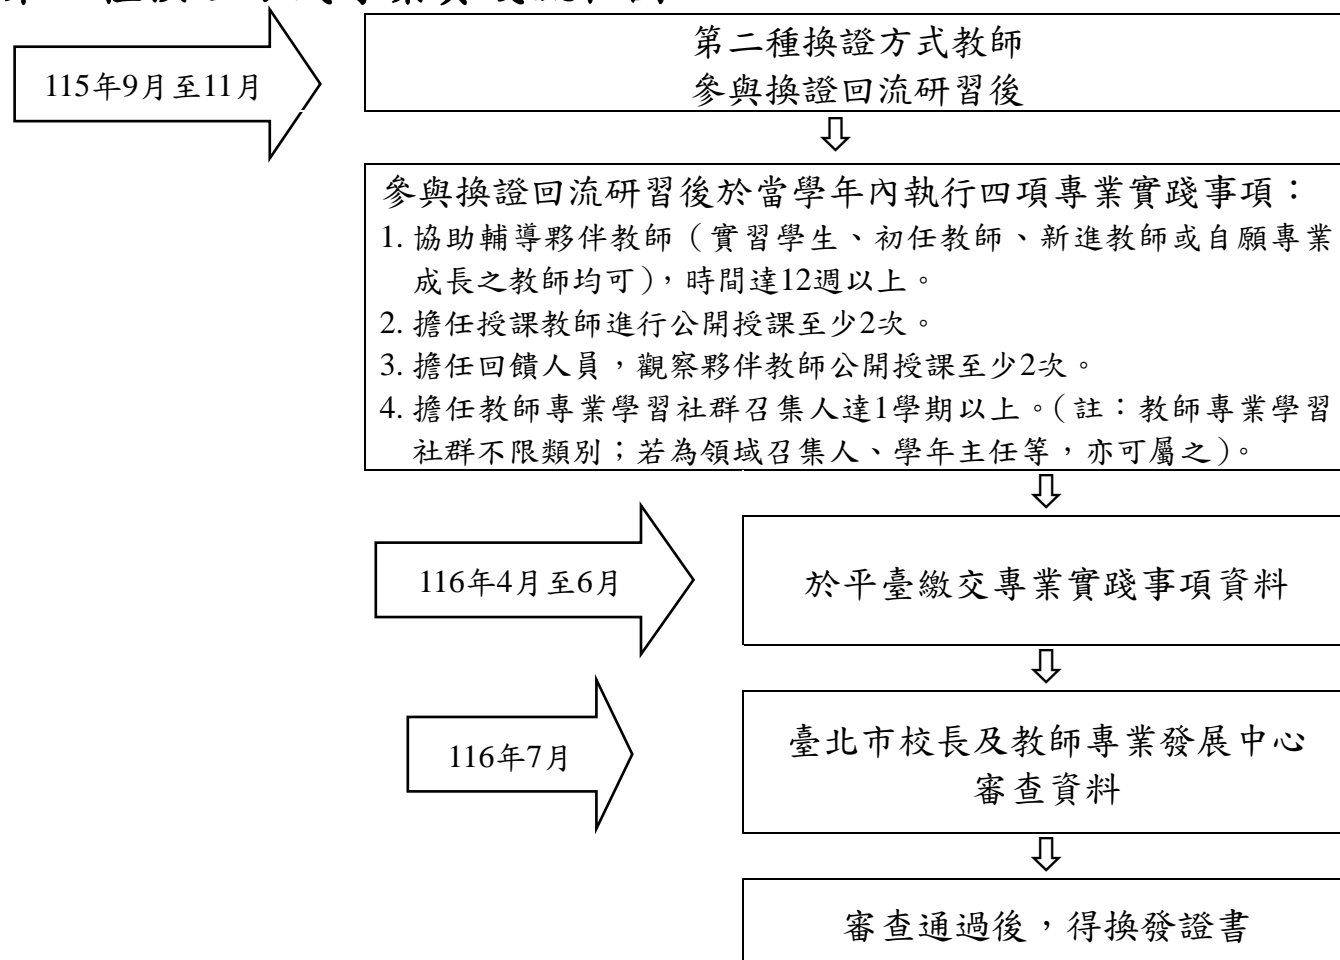 115年9月至11月
第二種換證方式教師
參與換證回流研習後
參與換證回流研習後於當學年內執行四項專業實踐事項：
1. 協助輔導夥伴教師（實習學生、初任教師、新進教師或自願專業
成長之教師均可），時間達12週以上。
2. 擔任授課教師進行公開授課至少2次。
3. 擔任回饋人員，觀察夥伴教師公開授課至少2次。
4. 擔任教師專業學習社群召集人達1學期以上。（註：教師專業學習
社群不限類別；若為領域召集人、學年主任等，亦可屬之）。
116年4月至6月
於平臺繳交專業實踐事項資料
116年7月
臺北市校長及教師專業發展中心
審查資料
審查通過後，得換發證書